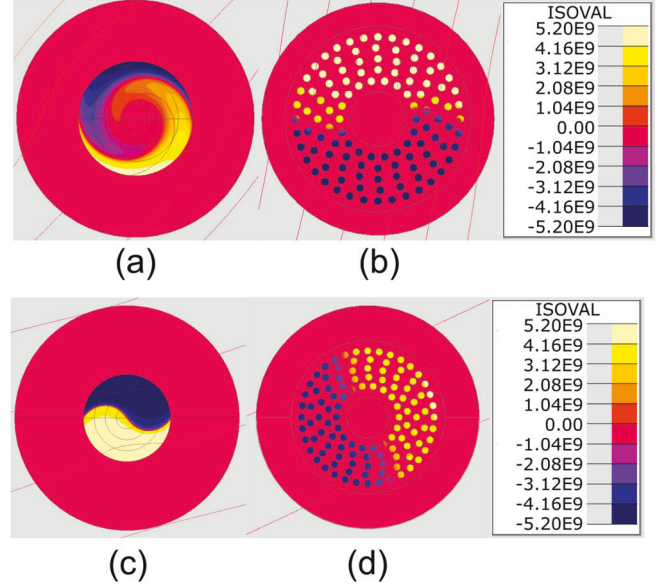 ISOVAL
5.20E9
4.16E9
3.12E9
2.08E9
1.04E9
0.00
-1.04E9
-2.08E9
-3.12E9
-4.16E9
-5.20E9
(a)
(b)
ISOVAL
5.20E9
4.16E9
3.12E9
2.08E9
1.04E9
0.00
-1.04E9
-2.08E9
-3.12E9
-4.16E9
-5.20E9
(c)
(d)